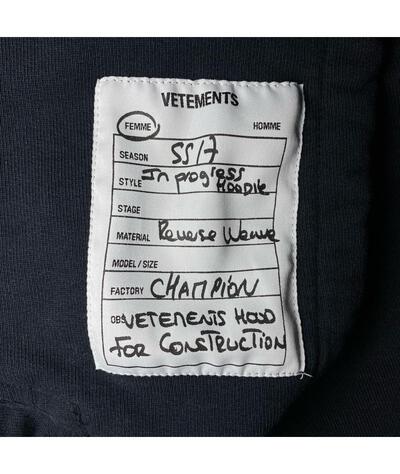 VETEMENTS
FEMME HOMME
SEASON SS17
STYLE In progress
Hoodie
STAGE
MATERIAL Reverse Weave
MODEL / SIZE
FACTORY CHAMPION
OBS. VETEMENTS HOOD
FOR CONSTRUCTION